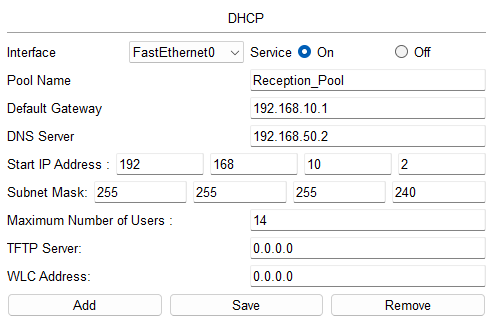 DHCP
Interface FastEthernet0 Service On Off
Pool Name Reception_Pool
Default Gateway 192.168.10.1
DNS Server 192.168.50.2
Start IP Address : 192 168 10 2
Subnet Mask: 255 255 255 240
Maximum Number of Users : 14
TFTP Server: 0.0.0.0
WLC Address: 0.0.0.0
Add Save Remove